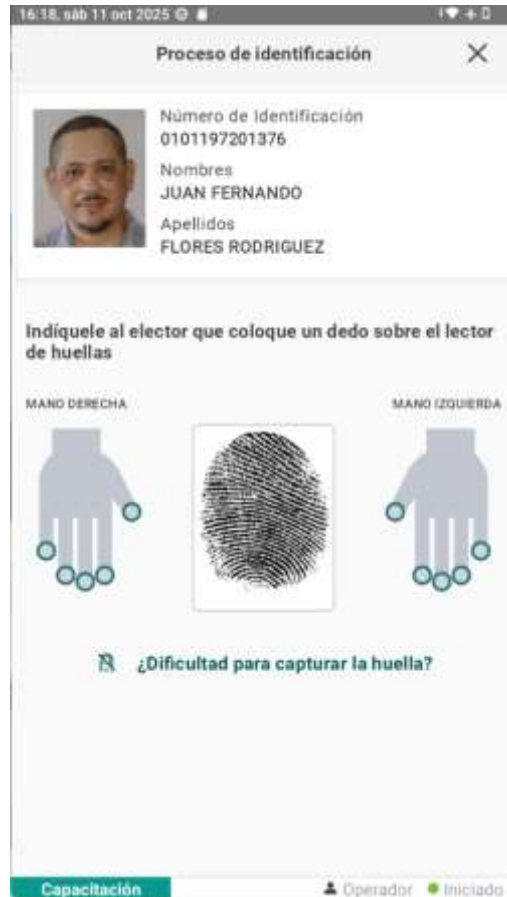 16:18, sáb 11 oct 2025
Proceso de identificación
Número de Identificación
0101197201376
Nombres
JUAN FERNANDO
Apellidos
FLORES RODRIGUEZ
Indíquele al elector que coloque un dedo sobre el lector
de huellas
MANO DERECHA
MANO IZQUIERDA
¿Dificultad para capturar la huella?
Capacitación
Operador
Iniciado